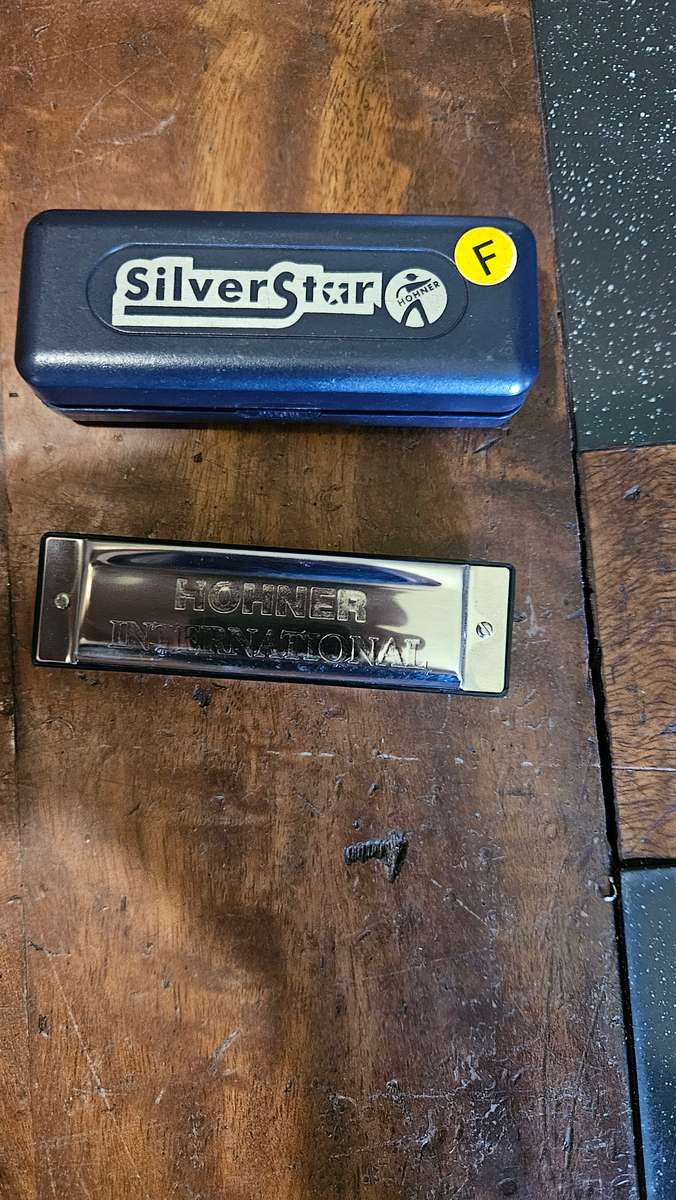 SilverStar
HOHNER
F
HOHNER
INTERNATIONAL